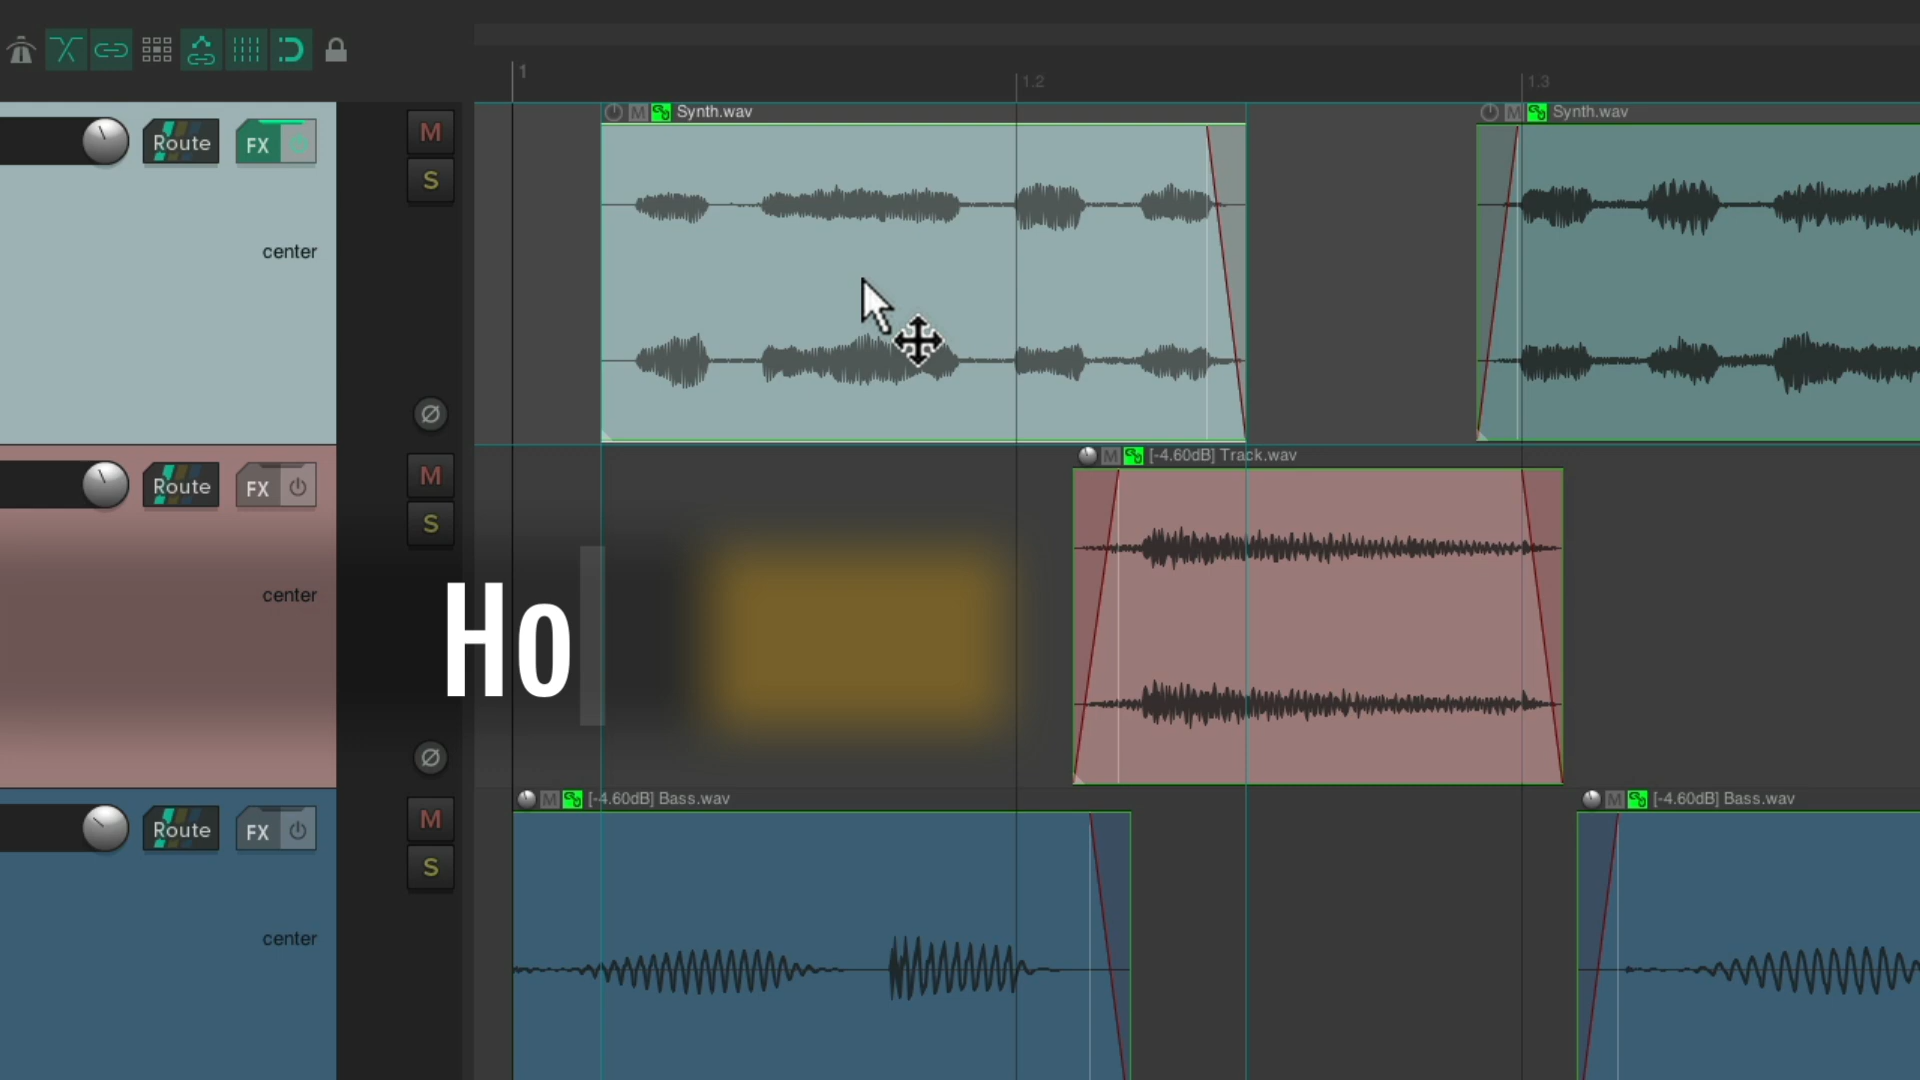 1
1.2
1.3
M Synth.wav
M Synth.wav
Route
FX
M
S
center
M [-4.60dB] Track.wav
Route
FX
M
S
center
Ho
M [-4.60dB] Bass.wav
M [-4.60dB] Bass.wav
Route
FX
M
S
center